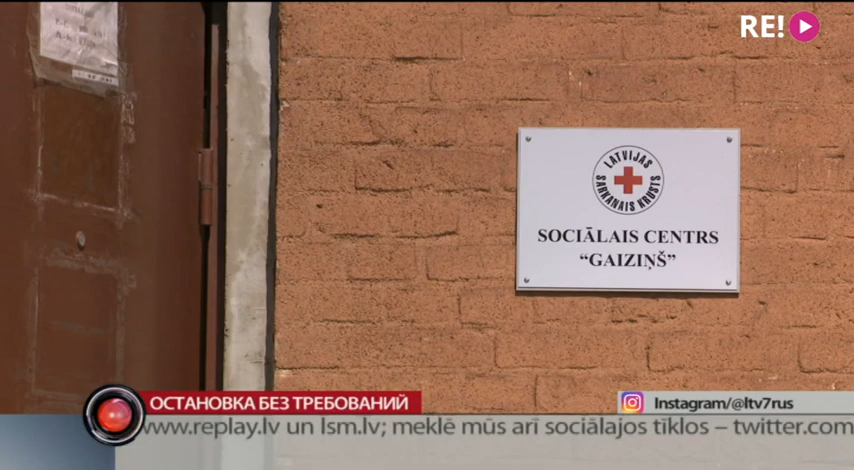 RE!
LATVIJAS
SARKANAIS KRUSTS
SOCIĀLAIS CENTRS
“GAIZIŅŠ”
ОСТАНОВКА БЕЗ ТРЕБОВАНИЙ
Instagram/@ltv7rus
www.replay.lv un lsm.lv; meklē mūs arī sociālajos tīklos – twitter.com